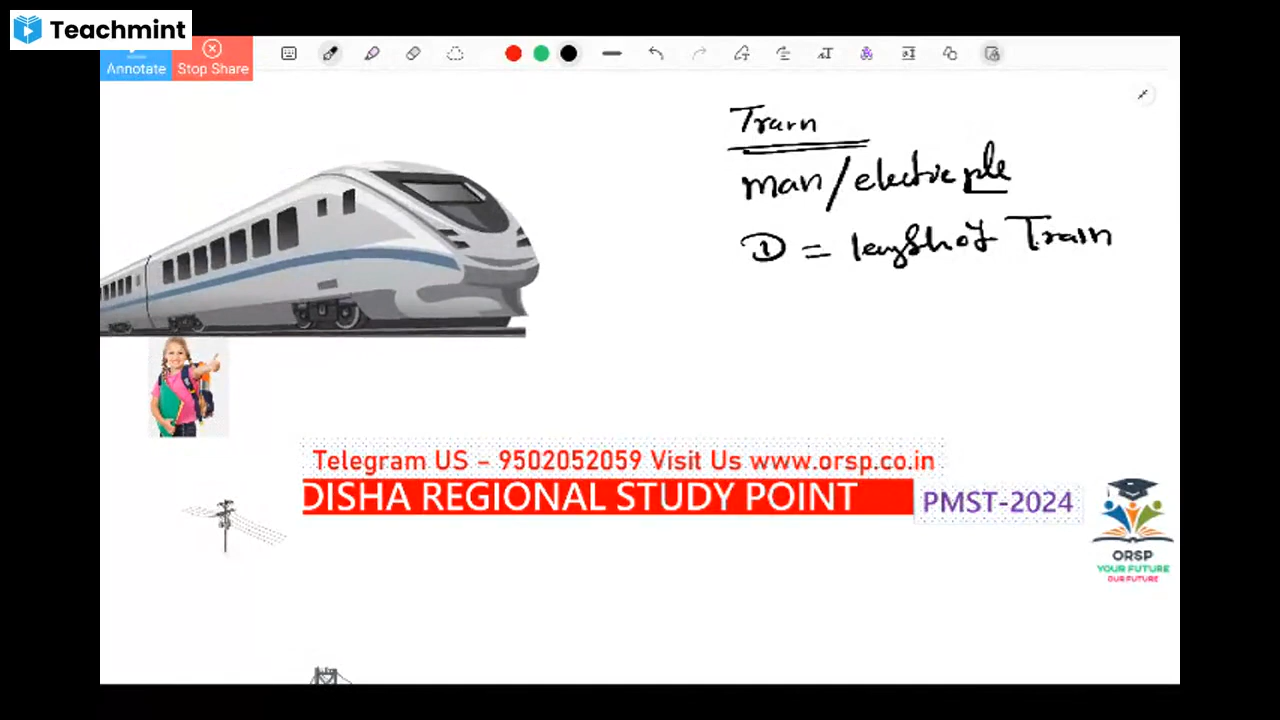 Teachmint
Annotate
Stop Share
Train
man/electric ple
D = length of Train
Telegram US – 9502052059 Visit Us www.orsp.co.in
DISHA REGIONAL STUDY POINT
PMST-2024
ORSP
YOUR FUTURE
OUR FUTURE